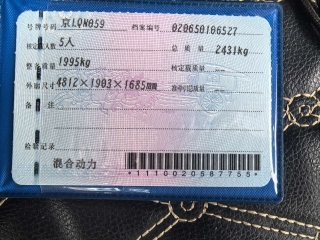 号牌号码 京LQN059 档案编号 020650106527
核定载人数 5人 总质量 2431kg
整备质量 1995kg 核定载质量 --
外廓尺寸 4812×1903×1685mm 准牵引总质量 --
备注
检验记录
混合动力
*1110020587755*